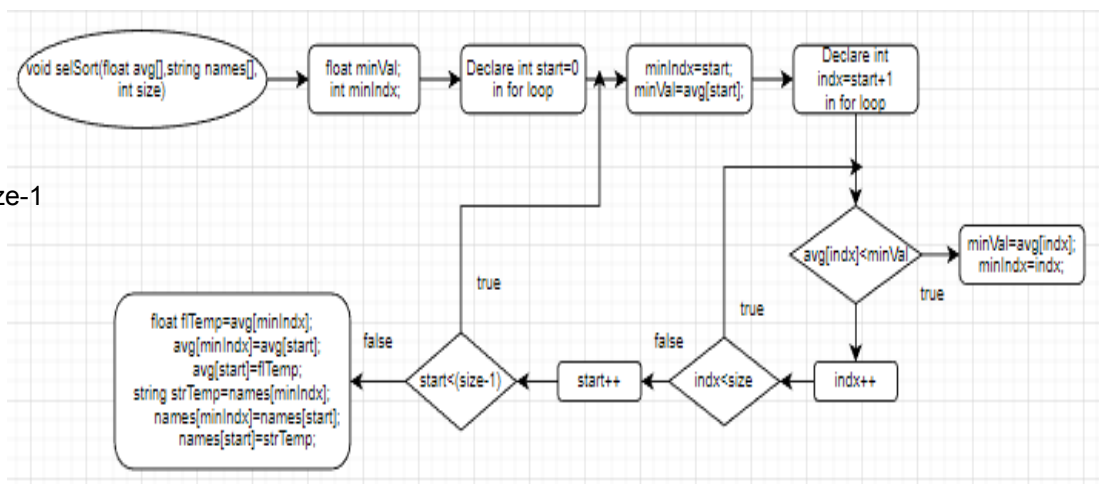 void selSort(float avg[],string names[],
int size)
float minVal;
int minIndx;
Declare int start=0
in for loop
minIndx=start;
minVal=avg[start];
Declare int
indx=start+1
in for loop
ze-1
avg[indx]<minVal
minVal=avg[indx];
minIndx=indx;
true
true
true
indx++
indx<size
false
start++
start<(size-1)
false
float flTemp=avg[minIndx];
avg[minIndx]=avg[start];
avg[start]=flTemp;
string strTemp=names[minIndx];
names[minIndx]=names[start];
names[start]=strTemp;